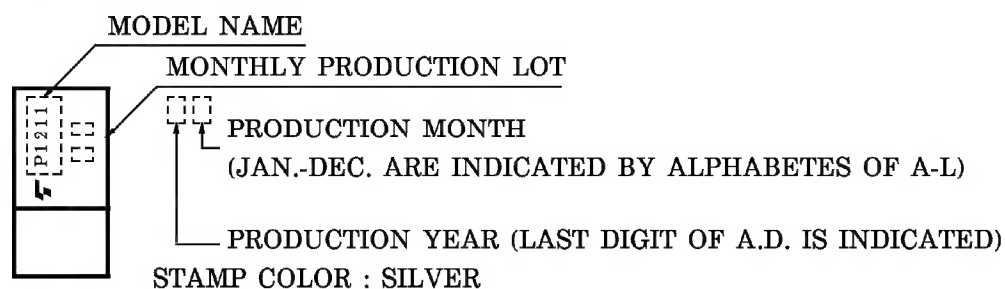 MODEL NAME
MONTHLY PRODUCTION LOT
P1211
PRODUCTION MONTH
(JAN.-DEC. ARE INDICATED BY ALPHABETES OF A-L)
PRODUCTION YEAR (LAST DIGIT OF A.D. IS INDICATED)
STAMP COLOR : SILVER